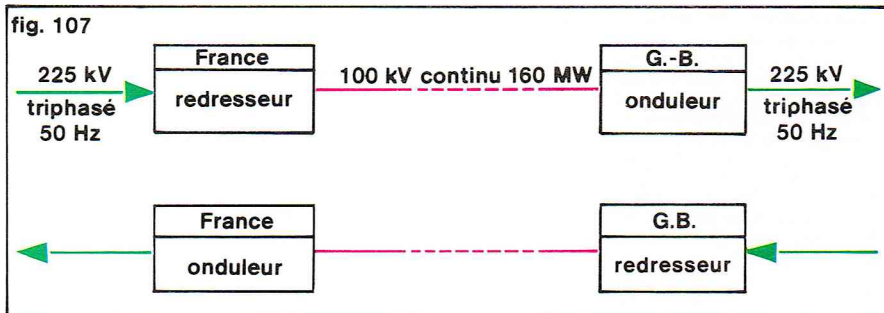 fig. 107
France
G.-B.
225 kV
100 kV continu 160 MW
225 kV
redresseur
onduleur
triphasé
triphasé
50 Hz
50 Hz
France
G.B.
onduleur
redresseur